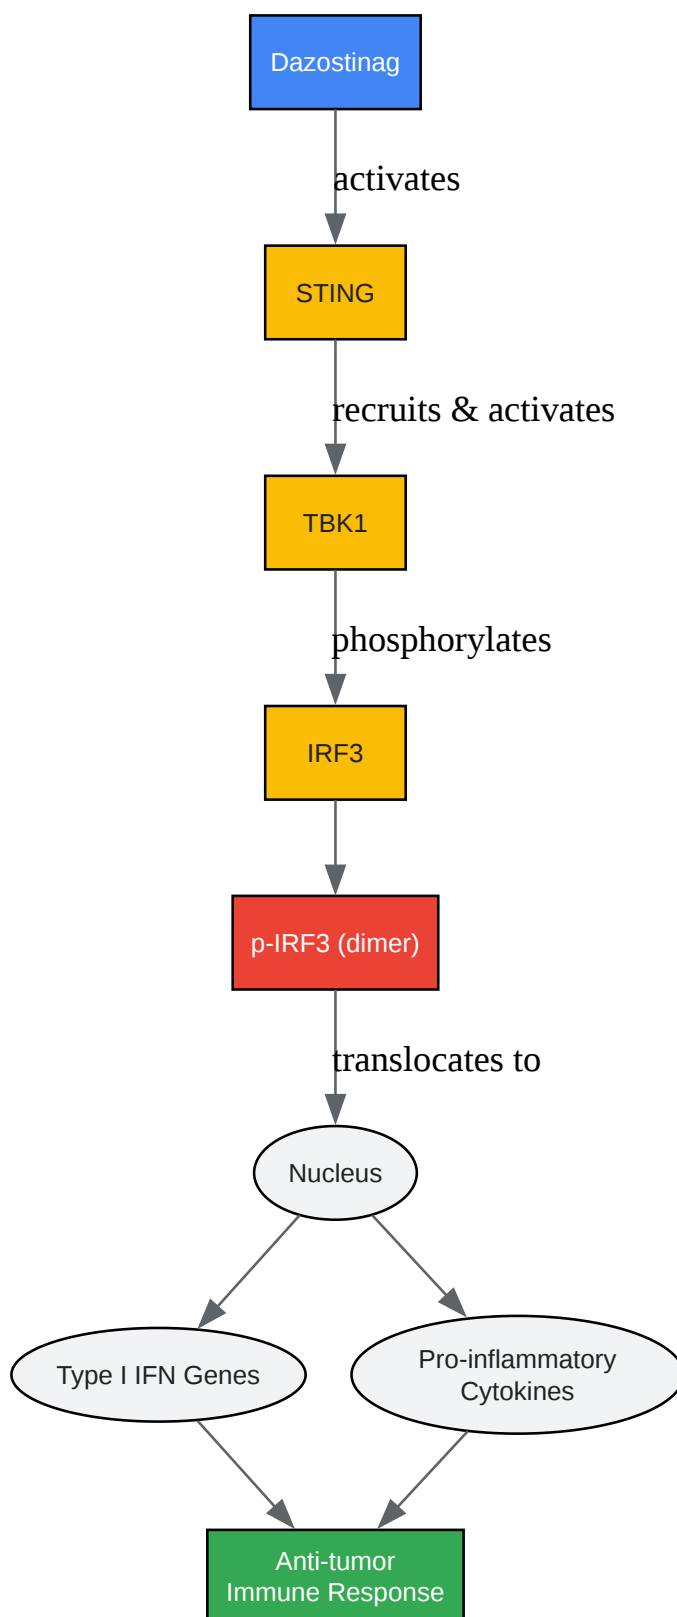 Dazostinag
activates
STING
recruits & activates
TBK1
phosphorylates
IRF3
p-IRF3 (dimer)
translocates to
Nucleus
Type I IFN Genes
Pro-inflammatory
Cytokines
Anti-tumor
Immune Response